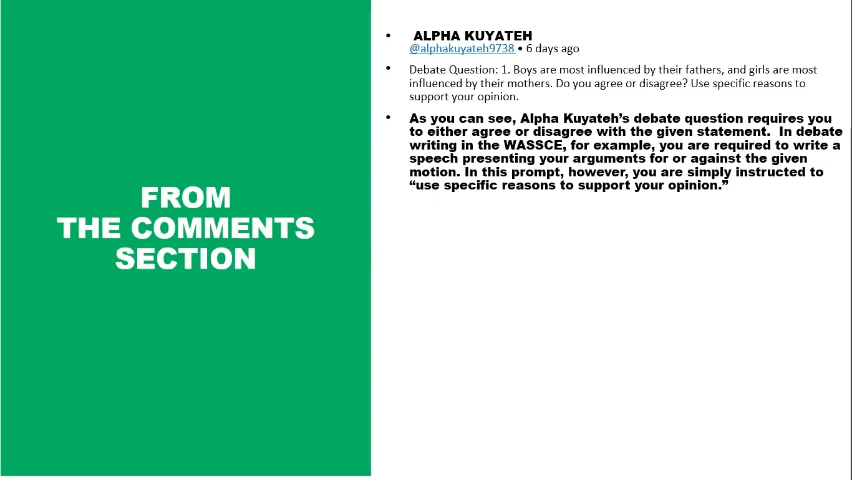 FROM
THE COMMENTS
SECTION
• ALPHA KUYATEH
@alphakuyateh9738 • 6 days ago
• Debate Question: 1. Boys are most influenced by their fathers, and girls are most
influenced by their mothers. Do you agree or disagree? Use specific reasons to
support your opinion.
• As you can see, Alpha Kuyateh's debate question requires you
to either agree or disagree with the given statement. In debate
writing in the WASSCE, for example, you are required to write a
speech presenting your arguments for or against the given
motion. In this prompt, however, you are simply instructed to
“use specific reasons to support your opinion.”